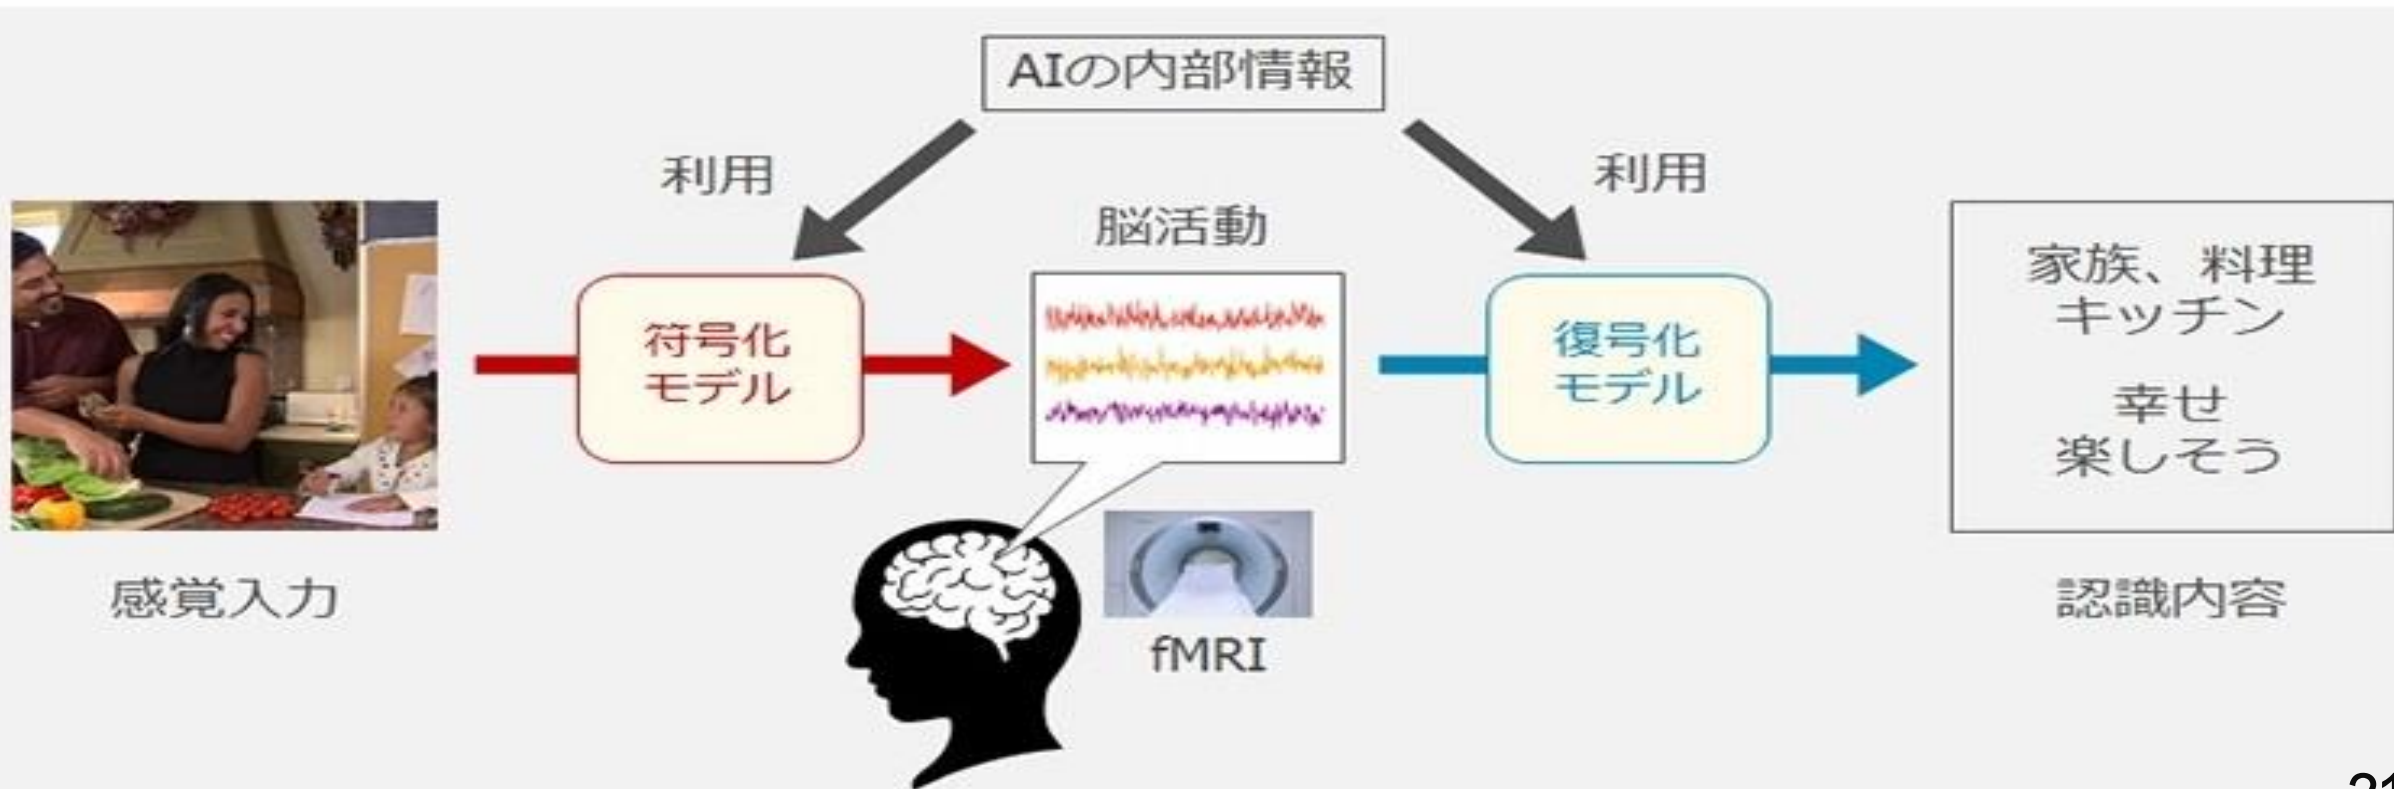 AIの内部情報
利用
利用
脳活動
符号化
モデル
復号化
モデル
家族、料理
キッチン
幸せ
楽しそう
感覚入力
fMRI
認識内容